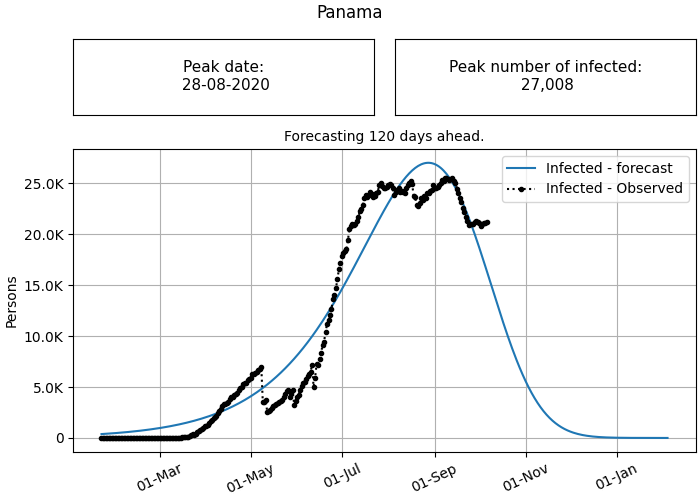 Panama
Peak date:
28-08-2020
Peak number of infected:
27,008
Forecasting 120 days ahead.
Infected - forecast
Infected - Observed
Persons
25.0K
20.0K
15.0K
10.0K
5.0K
0
01-Mar
01-May
01-Jul
01-Sep
01-Nov
01-Jan